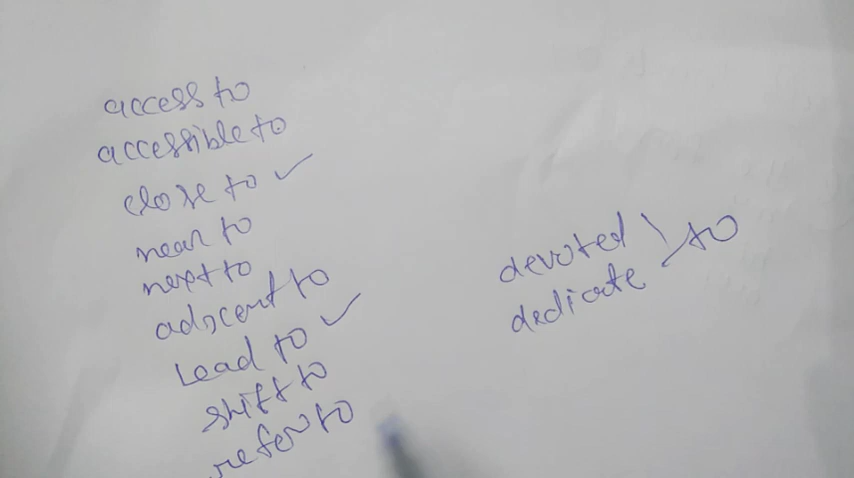 access to
accessible to
close to ✓
near to
next to
adjscent to
Lead to ✓
shift to
refer to
devoted
dedicate
to